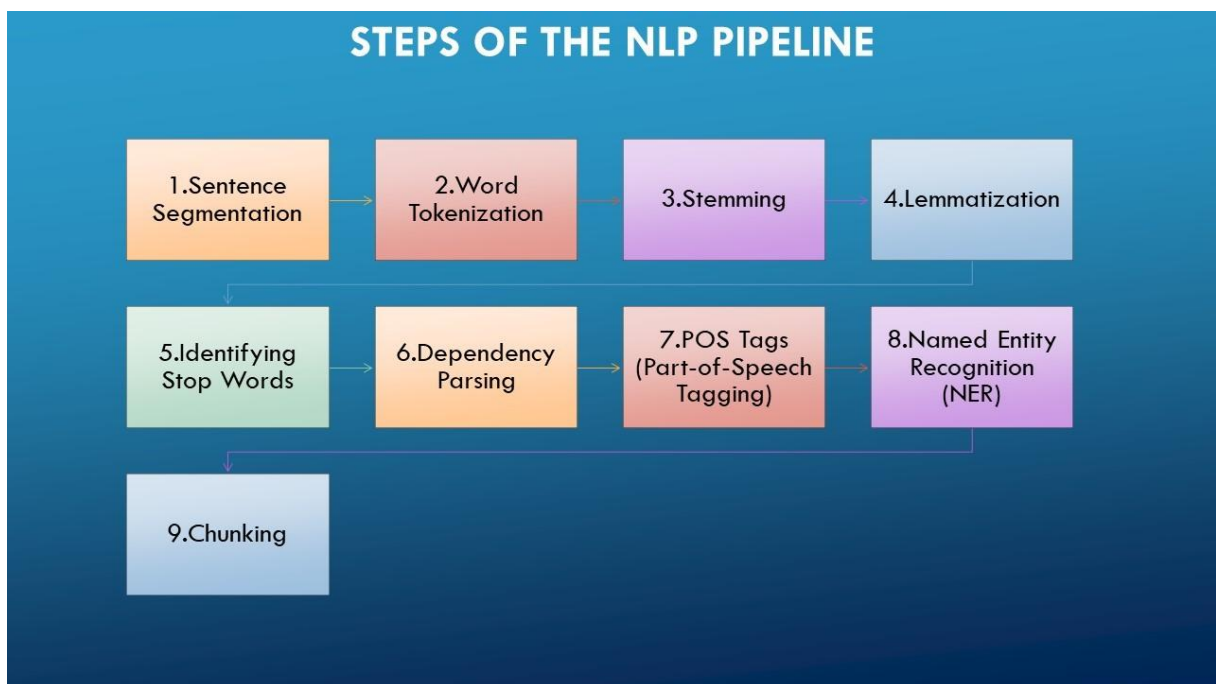 STEPS OF THE NLP PIPELINE
1.Sentence
Segmentation
2.Word
Tokenization
3.Stemming
4.Lemmatization
5.Identifying
Stop Words
6.Dependency
Parsing
7.POS Tags
(Part-of-Speech
Tagging)
8.Named Entity
Recognition
(NER)
9.Chunking